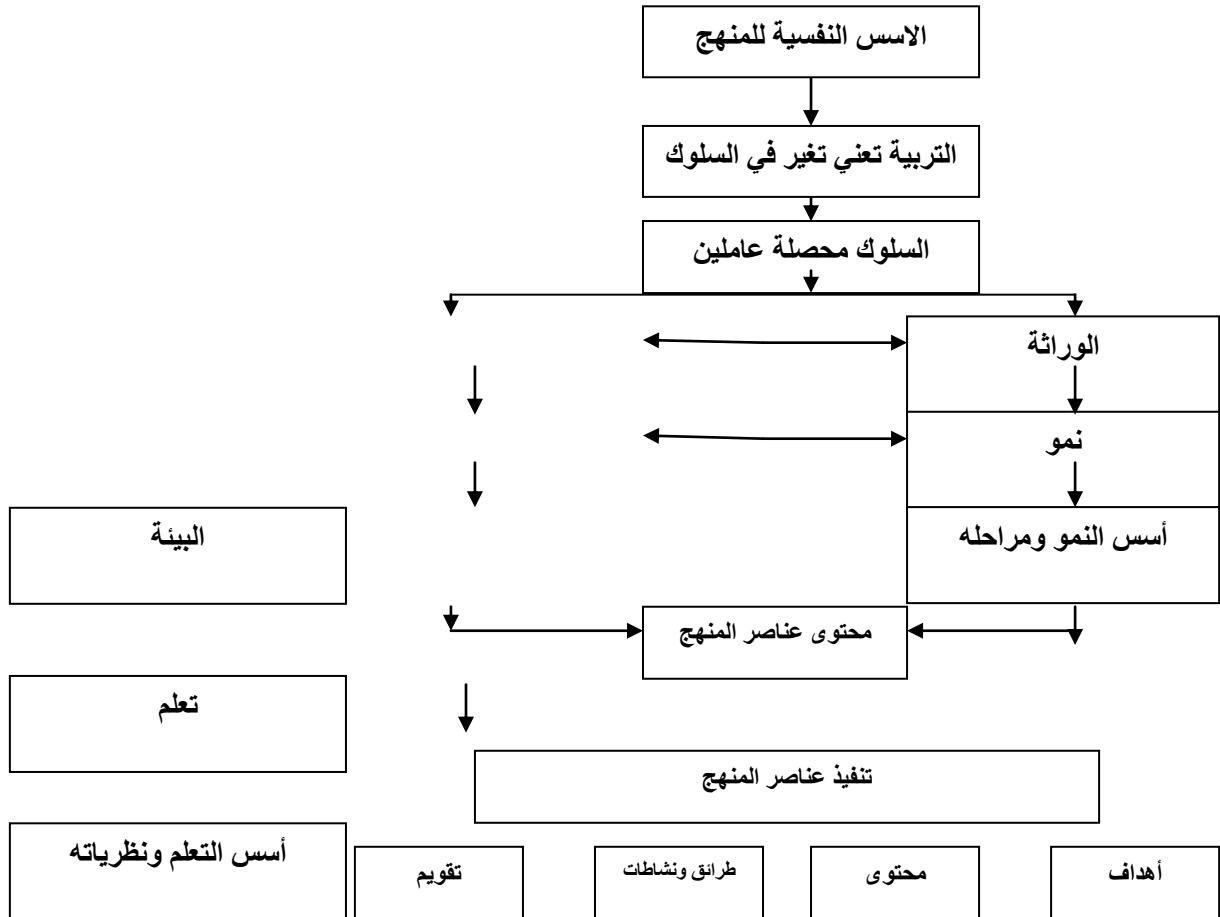 الاسس النفسية للمنهج
التربية تعني تغير في السلوك
السلوك محصلة عاملين
الوراثة
نمو
أسس النمو ومراحله
البيئة
محتوى عناصر المنهج
تعلم
تنفيذ عناصر المنهج
أسس التعلم ونظرياته
أهداف
محتوى
طرائق ونشاطات
تقويم